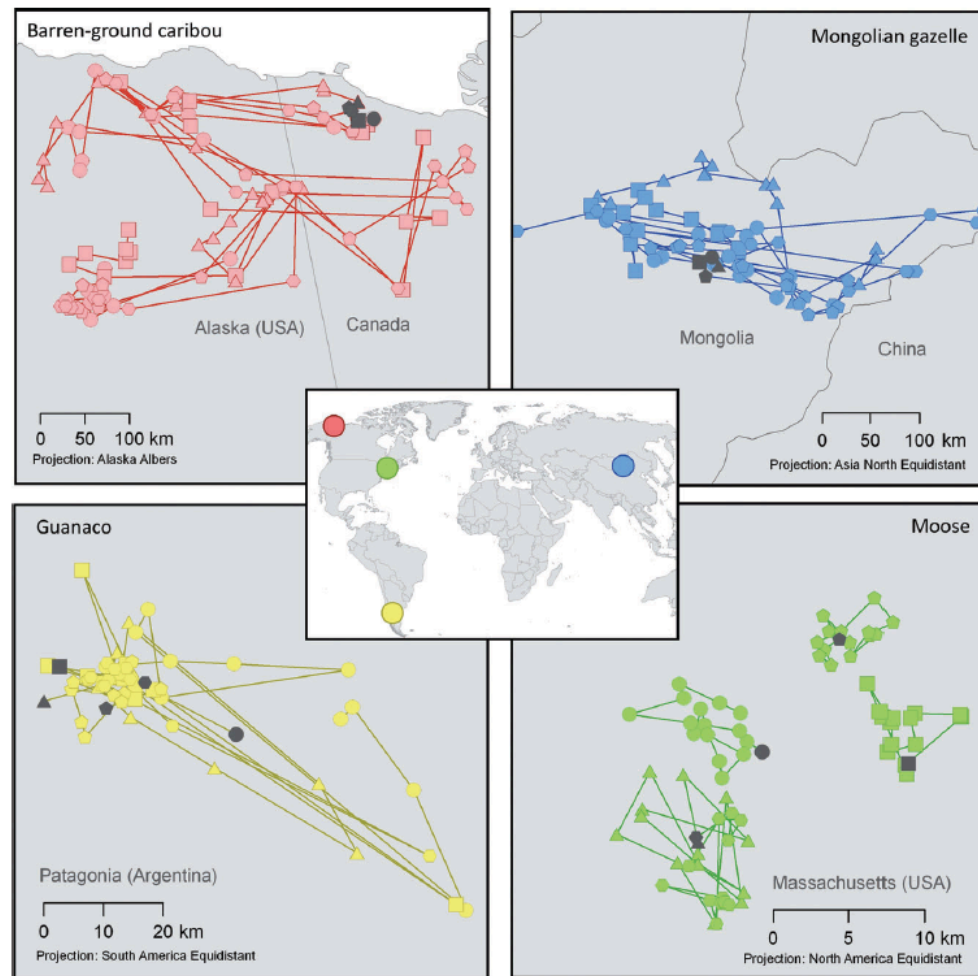 Barren-ground caribou
Alaska (USA)
Canada
0 50 100 km
Projection: Alaska Albers
Mongolian gazelle
Mongolia
China
0 50 100 km
Projection: Asia North Equidistant
Guanaco
Patagonia (Argentina)
0 10 20 km
Projection: South America Equidistant
Moose
Massachusetts (USA)
0 5 10 km
Projection: North America Equidistant